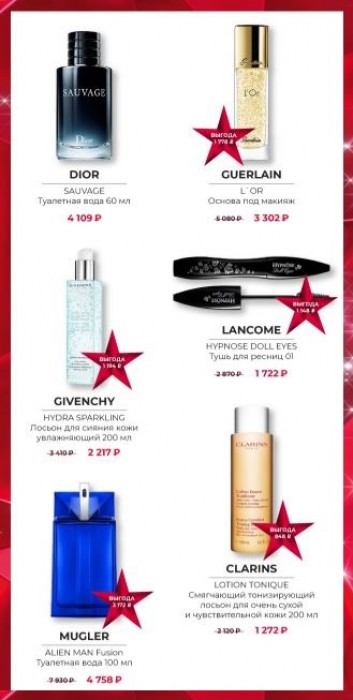 SAUVAGE
Dior
DIOR
SAUVAGE
Туалетная вода 60 мл
4 109 ₽
Guerlain
L'Or
ВЫГОДА
1 778 ₽
GUERLAIN
L`OR
Основа под макияж
5 080 ₽ 3 302 ₽
GIVENCHY
ВЫГОДА
1 194 ₽
GIVENCHY
HYDRA SPARKLING
Лосьон для сияния кожи
увлажняющий 200 мл
3 410 ₽ 2 217 ₽
HYPNÔSE
Doll Eyes
ВЫГОДА
1 148 ₽
LANCOME
HYPNOSE DOLL EYES
Тушь для ресниц 01
2 870 ₽ 1 722 ₽
ВЫГОДА
3 172 ₽
MUGLER
ALIEN MAN Fusion
Туалетная вода 100 мл
7 930 ₽ 4 758 ₽
CLARINS
ВЫГОДА
848 ₽
CLARINS
LOTION TONIQUE
Смягчающий тонизирующий
лосьон для очень сухой
и чувствительной кожи 200 мл
2 120 ₽ 1 272 ₽